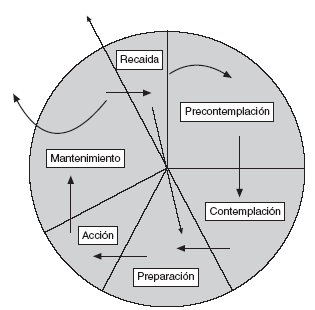 Recaída
Precontemplación
Mantenimiento
Contemplación
Acción
Preparación